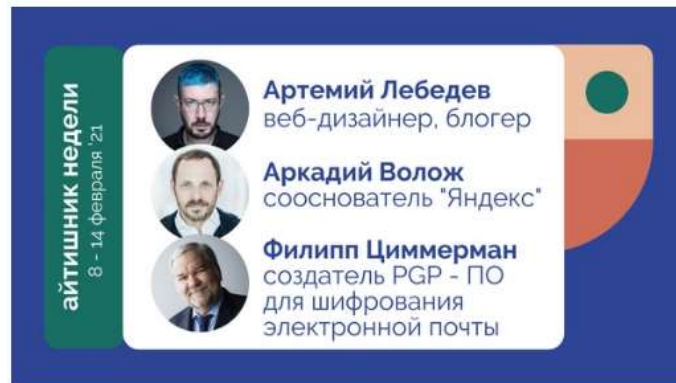 айтишник недели
8 - 14 февраля '21
Артемий Лебедев
веб-дизайнер, блогер
Аркадий Волож
сооснователь "Яндекс"
Филипп Циммерман
создатель PGP - ПО
для шифрования
электронной почты